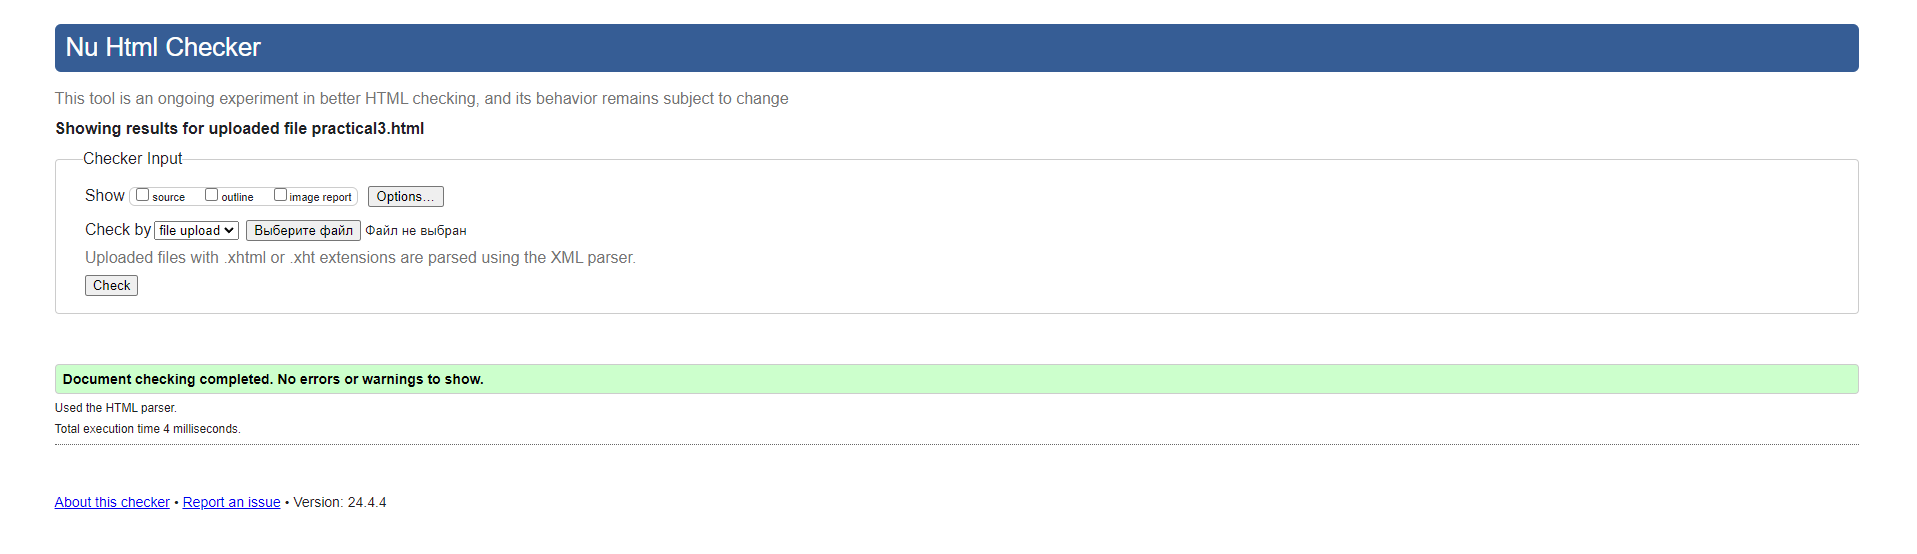 Nu Html Checker
This tool is an ongoing experiment in better HTML checking, and its behavior remains subject to change
Showing results for uploaded file practical3.html
Checker Input
Show source outline image report Options...
Check by file upload Выберите файл Файл не выбран
Uploaded files with .xhtml or .xht extensions are parsed using the XML parser.
Check
Document checking completed. No errors or warnings to show.
Used the HTML parser.
Total execution time 4 milliseconds.
About this checker • Report an issue • Version: 24.4.4